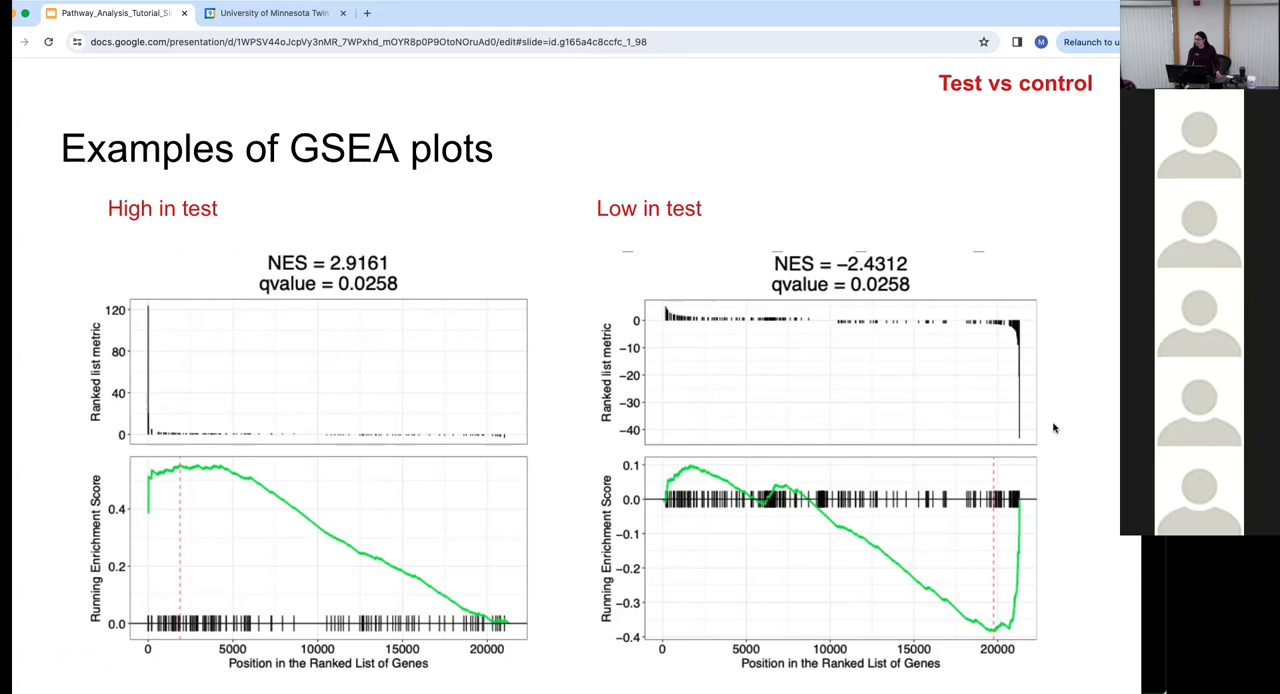 Pathway_Analysis_Tutorial_Sli
University of Minnesota Twin
docs.google.com/presentation/d/1WPSV44oJcpVy3nMR_7WPxhd_mOYR8p0P9OtoNOruAd0/edit#slide=id.g165a4c8ccfc_1_98
M
Relaunch to u
Test vs control
Examples of GSEA plots
High in test
Low in test
NES = 2.9161
qvalue = 0.0258
Ranked list metric
120
80
40
0
Running Enrichment Score
0.4
0.2
0.0
0 5000 10000 15000 20000
Position in the Ranked List of Genes
NES = −2.4312
qvalue = 0.0258
Ranked list metric
0
−10
−20
−30
−40
Running Enrichment Score
0.1
0.0
−0.1
−0.2
−0.3
−0.4
0 5000 10000 15000 20000
Position in the Ranked List of Genes